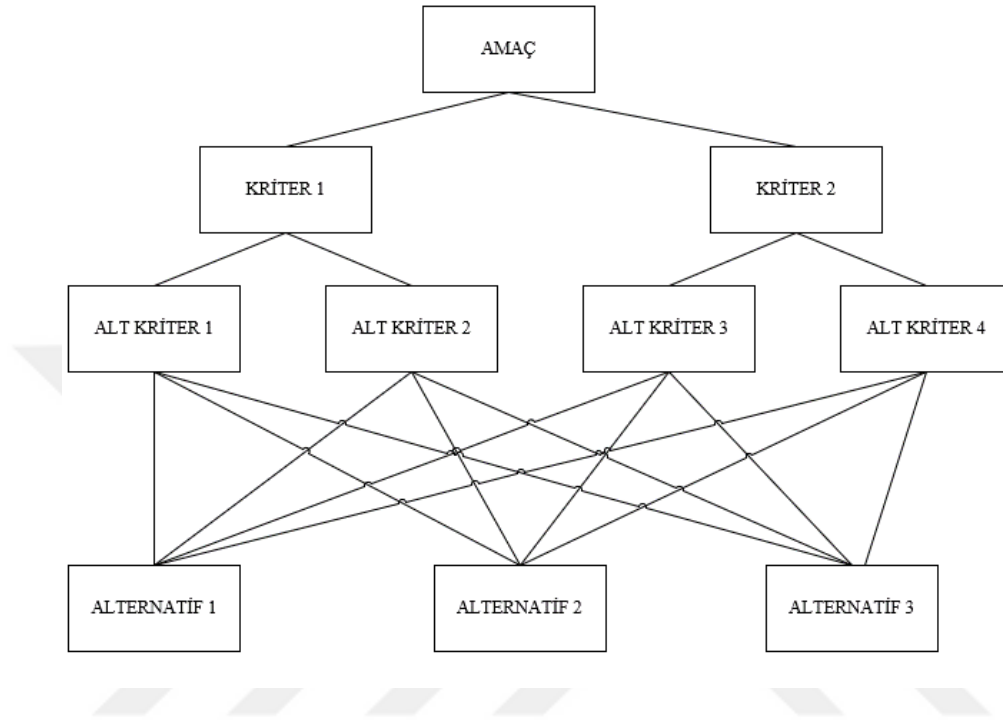 AMAÇ
KRİTER 1
KRİTER 2
ALT KRİTER 1
ALT KRİTER 2
ALT KRİTER 3
ALT KRİTER 4
ALTERNATİF 1
ALTERNATİF 2
ALTERNATİF 3